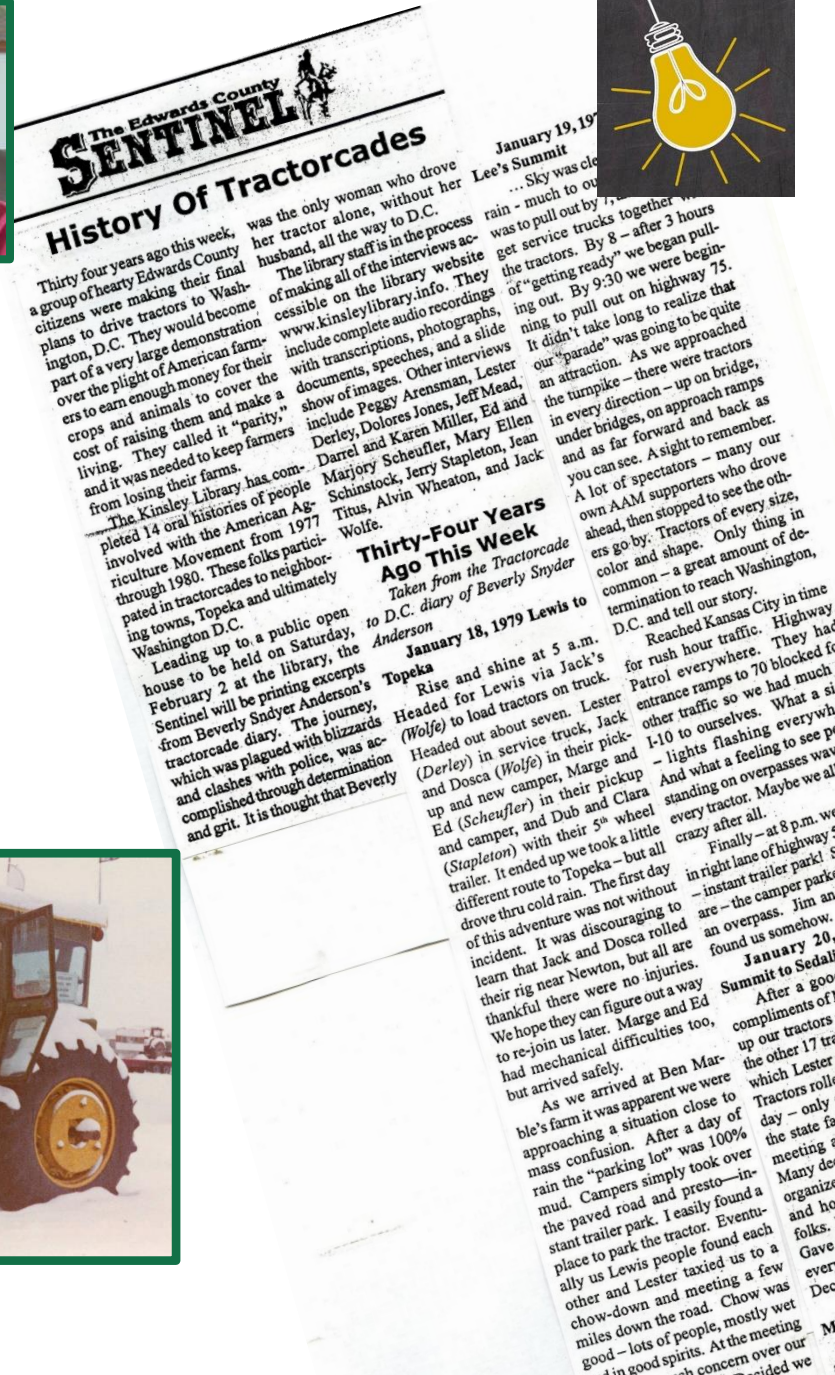 The Edwards County
SENTINEL
History Of Tractorcades
Thirty four years ago this week,
a group of hearty Edwards County
citizens were making their final
plans to drive tractors to Wash-
ington, D.C. They would become
part of a very large demonstration
over the plight of American farm-
ers to earn enough money for their
crops and animals to cover the
cost of raising them and make a
living. They called it “parity,”
and it was needed to keep farmers
from losing their farms.
The Kinsley Library has com-
pleted 14 oral histories of people
involved with the American Ag-
riculture Movement from 1977
through 1980. These folks partici-
pated in tractorcades to neighbor-
ing towns, Topeka and ultimately
Washington D.C.
Leading up to a public open
house to be held on Saturday,
February 2 at the library, the
Sentinel will be printing excerpts
from Beverly Sndyer Anderson’s
tractorcade diary. The journey,
which was plagued with blizzards
and clashes with police, was ac-
complished through determination
and grit. It is thought that Beverly
was the only woman who drove
her tractor alone, without her
husband, all the way to D.C.
The library staff is in the process
of making all of the interviews ac-
cessible on the library website
www.kinsleylibrary.info. They
include complete audio recordings
with transcriptions, photographs,
documents, speeches, and a slide
show of images. Other interviews
include Peggy Arensman, Lester
Derley, Dolores Jones, Jeff Mead,
Darrel and Karen Miller, Ed and
Marjory Scheufler, Mary Ellen
Schinstock, Jerry Stapleton, Jean
Titus, Alvin Wheaton, and Jack
Wolfe.
Thirty-Four Years
Ago This Week
Taken from the Tractorcade
to D.C. diary of Beverly Snyder
Anderson
January 18, 1979 Lewis to
Topeka
Rise and shine at 5 a.m.
Headed for Lewis via Jack’s
(Wolfe) to load tractors on truck.
Headed out about seven. Lester
(Derley) in service truck, Jack
and Dosca (Wolfe) in their pick-
up and new camper, Marge and
Ed (Scheufler) in their pickup
and camper, and Dub and Clara
(Stapleton) with their 5th wheel
trailer. It ended up we took a little
different route to Topeka – but all
drove thru cold rain. The first day
of this adventure was not without
incident. It was discouraging to
learn that Jack and Dosca rolled
their rig near Newton, but all are
thankful there were no injuries.
We hope they can figure out a way
to re-join us later. Marge and Ed
had mechanical difficulties too,
but arrived safely.
As we arrived at Ben Mar-
ble’s farm it was apparent we were
approaching a situation close to
mass confusion. After a day of
rain the “parking lot” was 100%
mud. Campers simply took over
the paved road and presto—in-
stant trailer park. I easily found a
place to park the tractor. Eventu-
ally us Lewis people found each
other and Lester taxied us to a
chow-down and meeting a few
miles down the road. Chow was
good – lots of people, mostly wet
in good spirits. At the meeting
concern over our
we
January 19,
Lee’s Summit
…Sky was
rain - much to
was to pull out by
get service trucks together
the tractors. By 8 – after 3 hours
of “getting ready” we began pull-
ing out. By 9:30 we were begin-
ning to pull out on highway 75.
It didn’t take long to realize that
our “parade” was going to be quite
an attraction. As we approached
the turnpike – there were tractors
in every direction – up on bridge,
under bridges, on approach ramps
and as far forward and back as
you can see. A sight to remember.
A lot of spectators – many our
own AAM supporters who drove
ahead, then stopped to see the oth-
ers go by. Tractors of every size,
color and shape. Only thing in
common – a great amount of de-
termination to reach Washington,
D.C. and tell our story.
Reached Kansas City in time
for rush hour traffic. Highway
Patrol everywhere. They had
entrance ramps to 70 blocked
other traffic so we had much
I-10 to ourselves. What a
– lights flashing
And what a feeling to see
standing on overpasses
every tractor. Maybe we
crazy after all.
Finally – at 8 p.m.
in right lane of highway
– instant trailer park!
are – the camper
an overpass. Jim
found us somehow.
January 20,
Summit to
After a
compliments of
up our tractors
the other 17
which Lester
Tractors
day – only
the state
meeting
Many
and
folks.
Gave